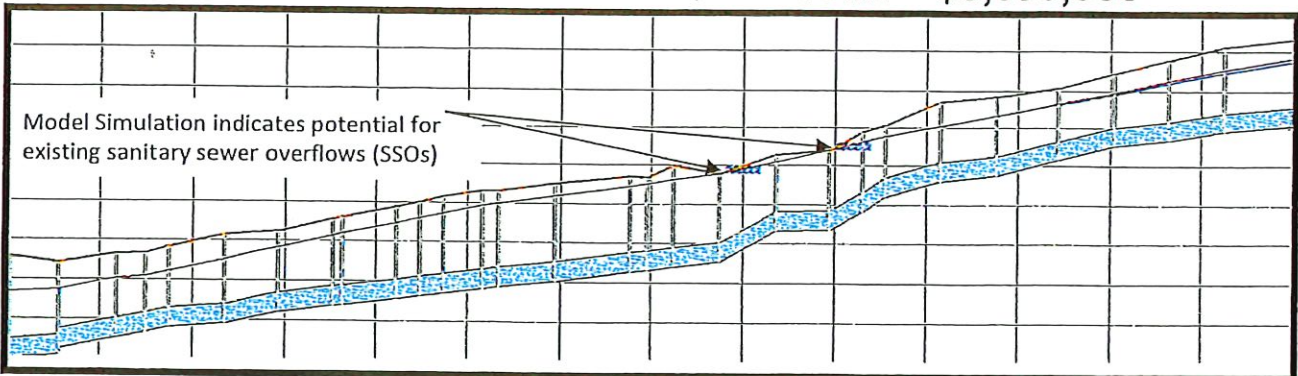 Model Simulation indicates potential for
existing sanitary sewer overflows (SSOs)